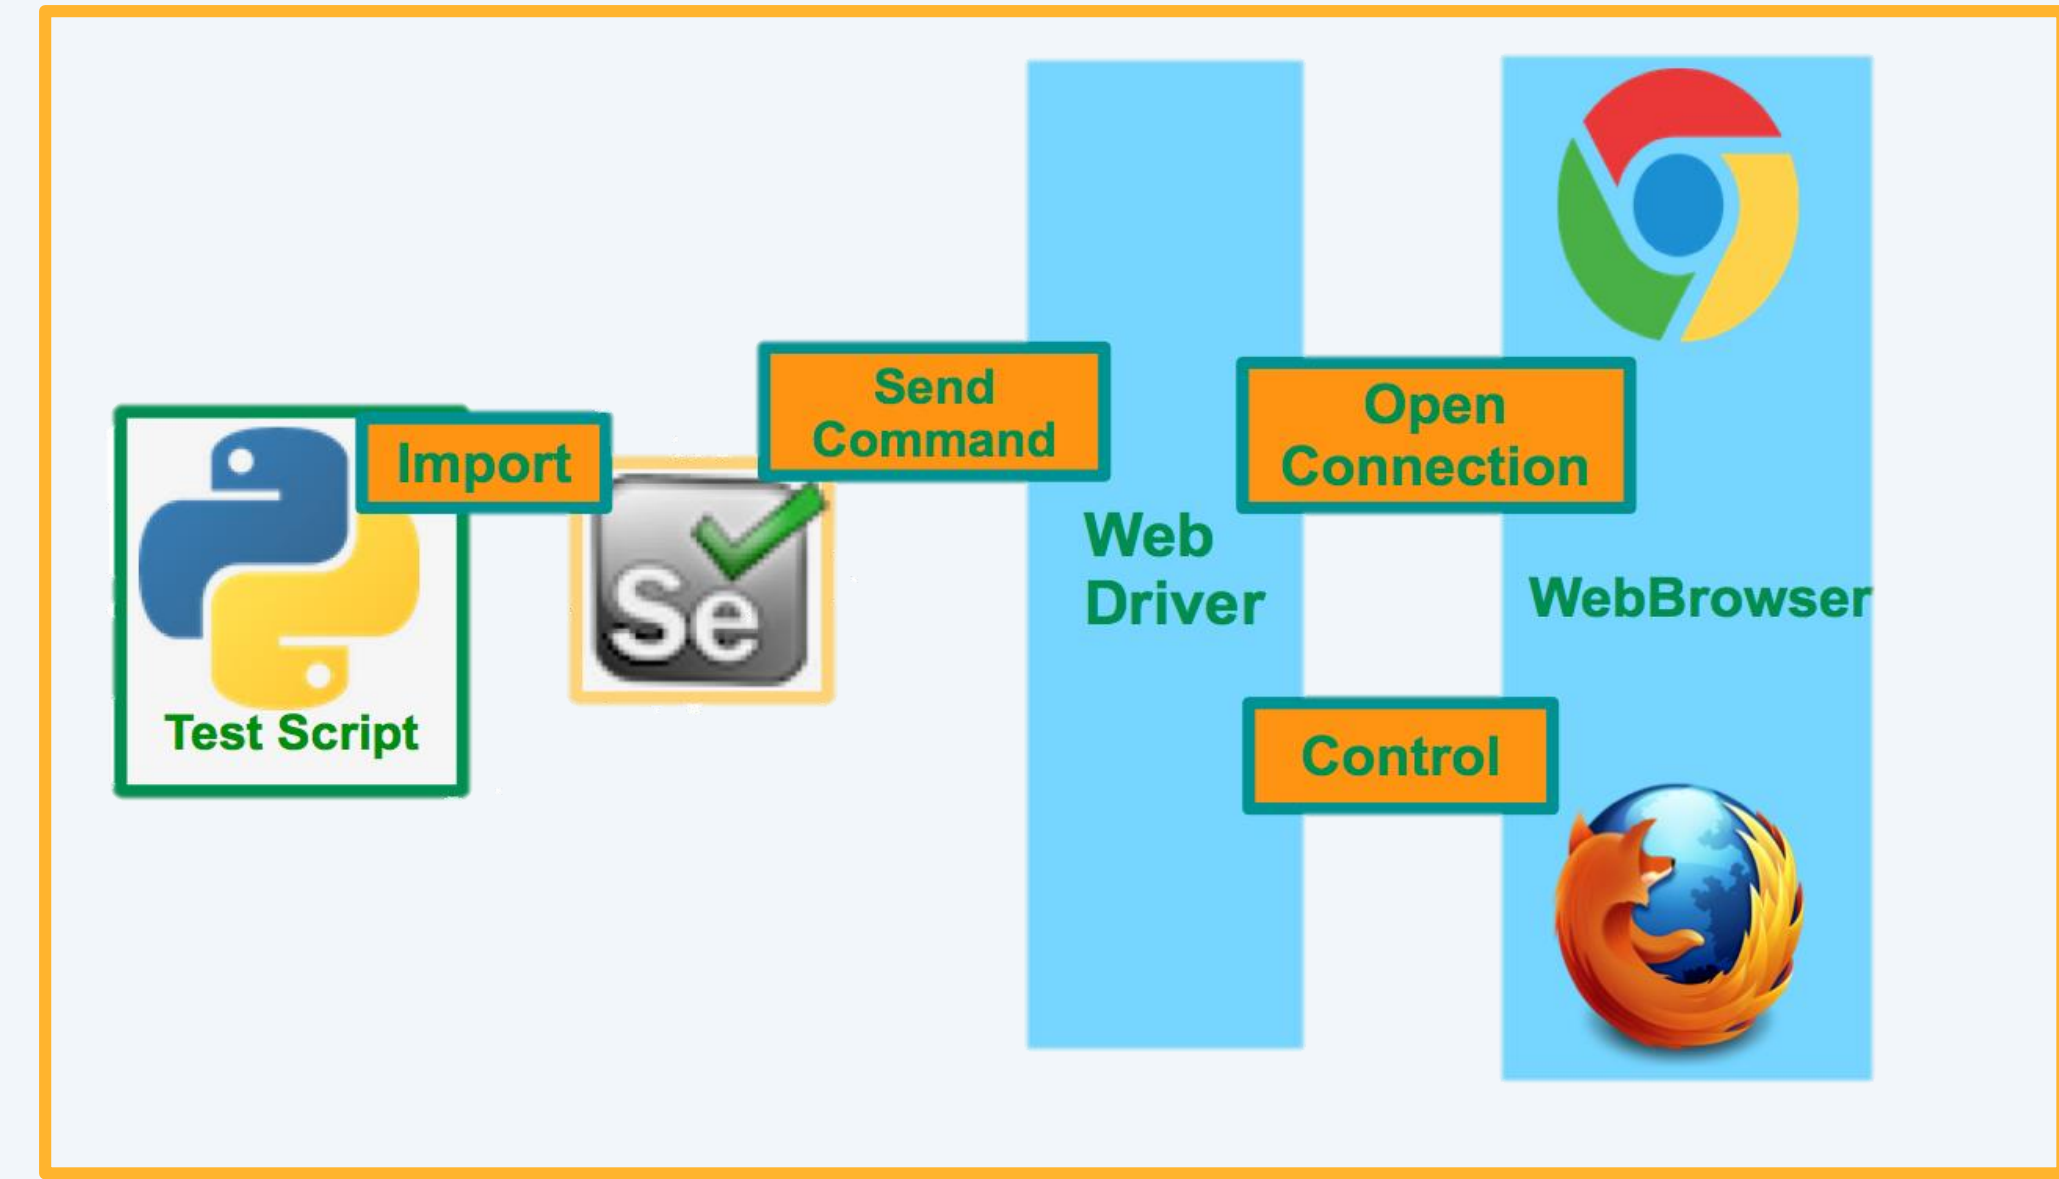 Import
Test Script
Se
Send
Command
Web
Driver
Open
Connection
WebBrowser
Control